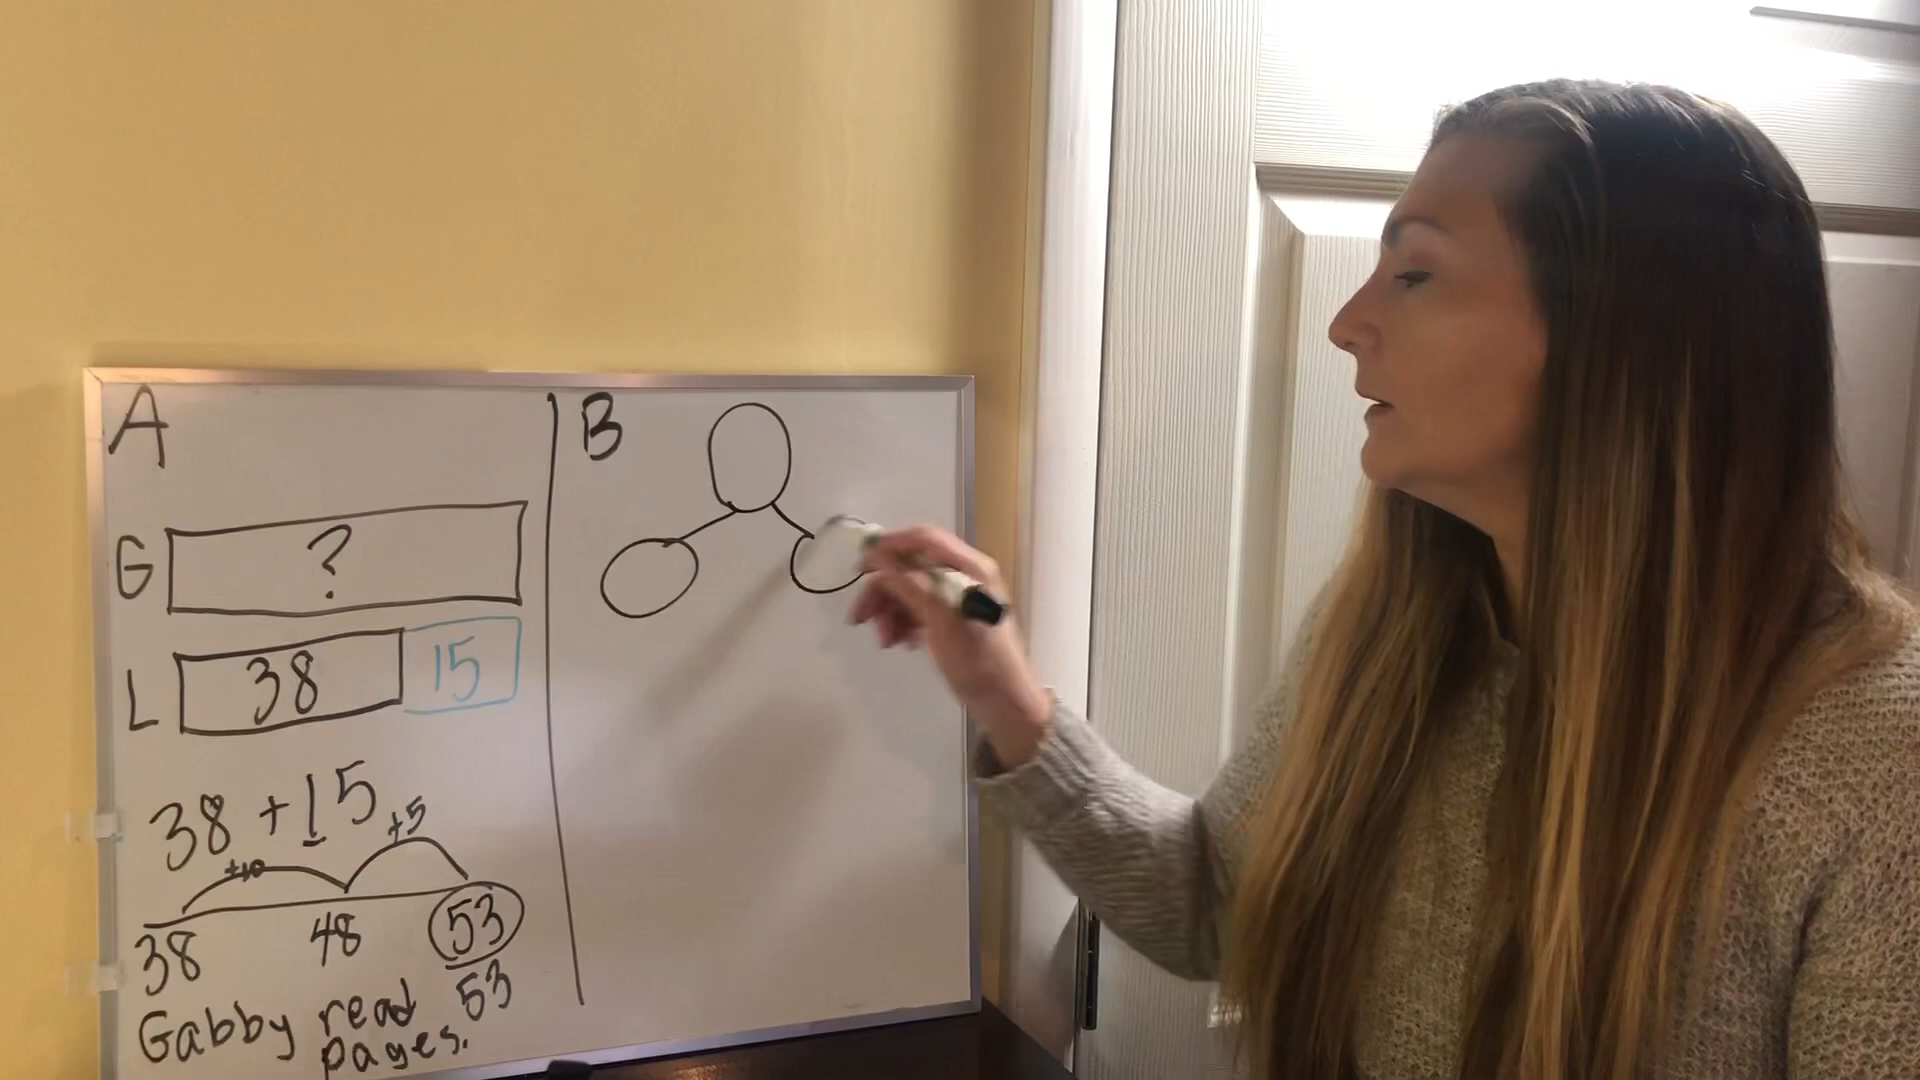 A
G ?
L 38 15
38 + 15
+10 +5
38 48 53
Gabby read 53
pages.
B